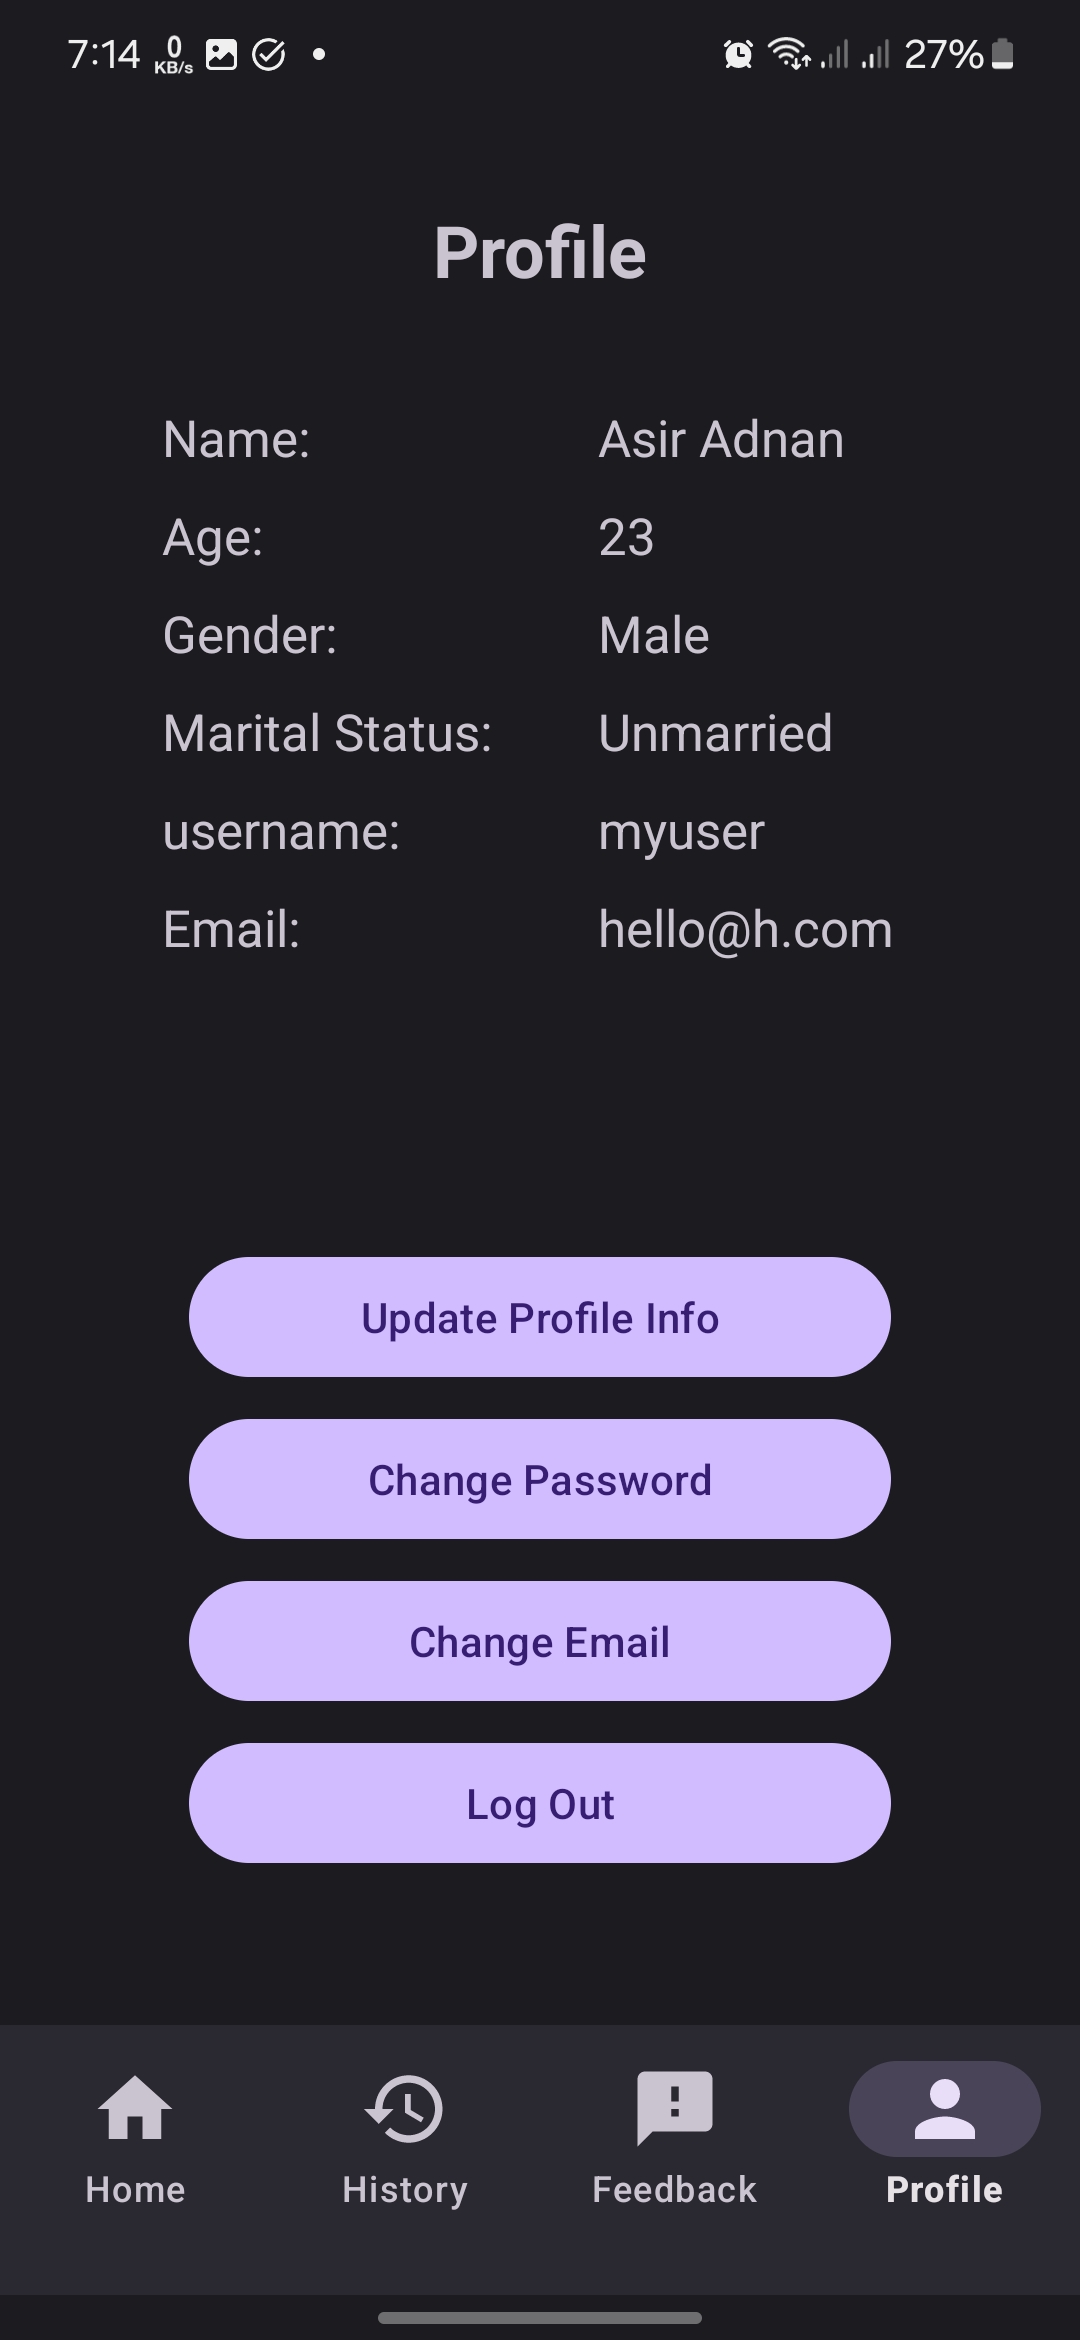 7:14 0 KB/s 27%
Profile
Name: Asir Adnan
Age: 23
Gender: Male
Marital Status: Unmarried
username: myuser
Email: hello@h.com
Update Profile Info
Change Password
Change Email
Log Out
Home History Feedback Profile